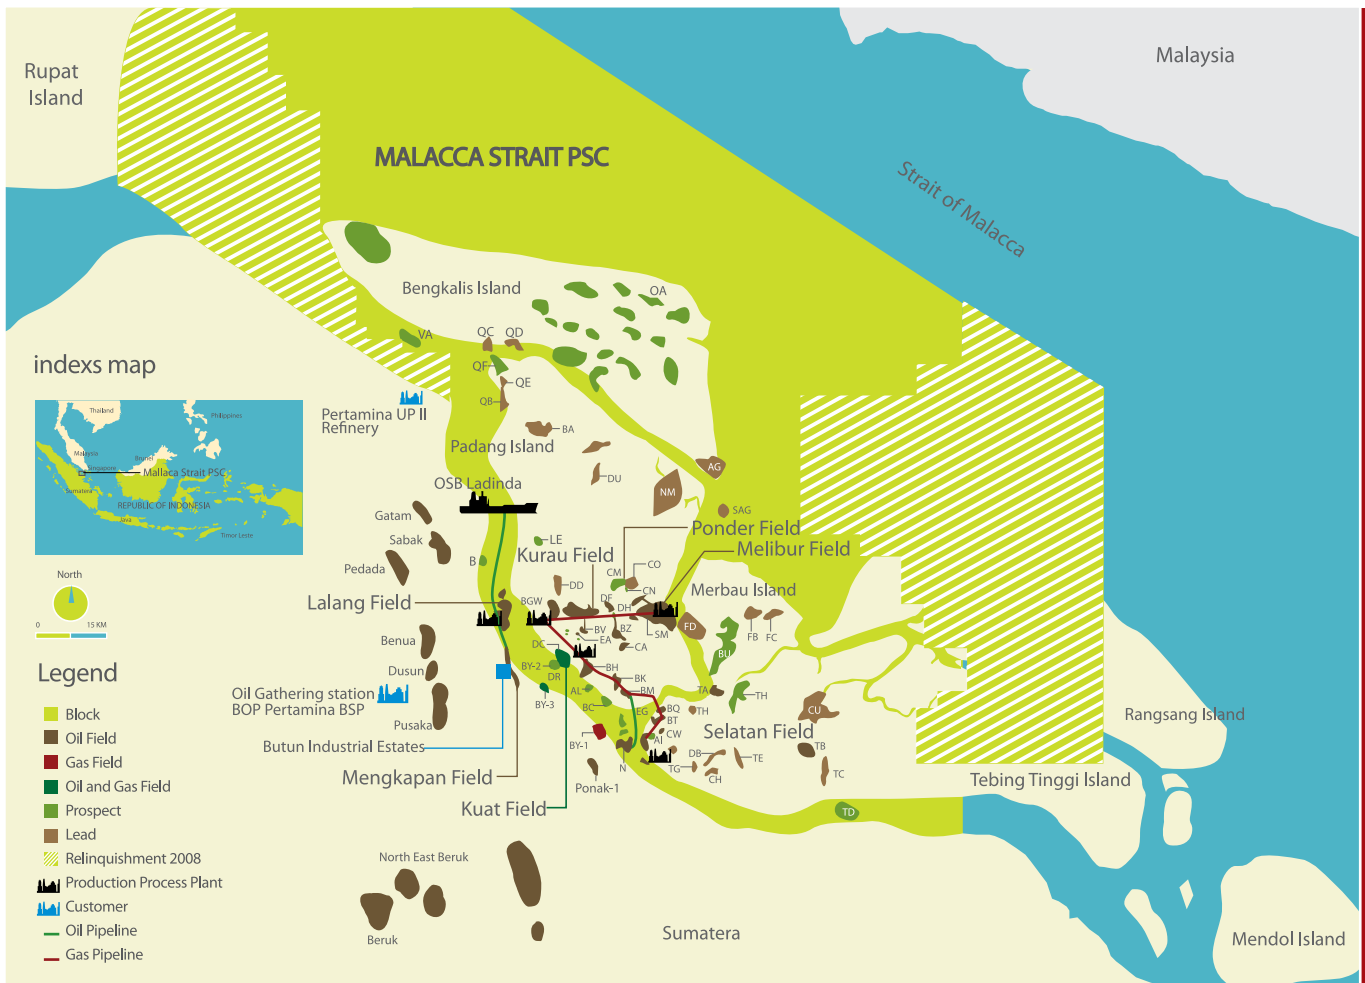 Rupat
Island
Malaysia
MALACCA STRAIT PSC
Strait of Malacca
Bengkalis Island
OA
VA
QC
QD
QF
QE
QB
indexs map
Thailand
Philippines
Malaysie
Brunei
Singapore
Mallaca Strait PSC
Sumatera
REPUBLIC OF INDONESIA
Java
Timor Leste
Pertamina UP II
Refinery
Padang Island
BA
DU
AG
NM
SAG
OSB Ladinda
Gatam
Sabak
Pedada
B
LE
Kurau Field
Ponder Field
Melibur Field
CM
CO
CN
Merbau Island
DD
BGW
DF
DH
Lalang Field
BV
BZ
SM
FD
FB
FC
EA
CA
BU
North
0
15 KM
Benua
Dusun
Pusaka
DC
BY-2
DR
BH
BK
BM
AL
BC
BY-3
EG
BQ
TH
TA
TH
BT
CW
AI
CU
Selatan Field
BY-1
N
TG
DB
CH
TE
TB
TC
TD
Ponak-1
Oil Gathering station
BOP Pertamina BSP
Butun Industrial Estates
Mengkapan Field
Kuat Field
Rangsang Island
Tebing Tinggi Island
Legend
Block
Oil Field
Gas Field
Oil and Gas Field
Prospect
Lead
Relinquishment 2008
Production Process Plant
Customer
Oil Pipeline
Gas Pipeline
North East Beruk
Beruk
Sumatera
Mendol Island